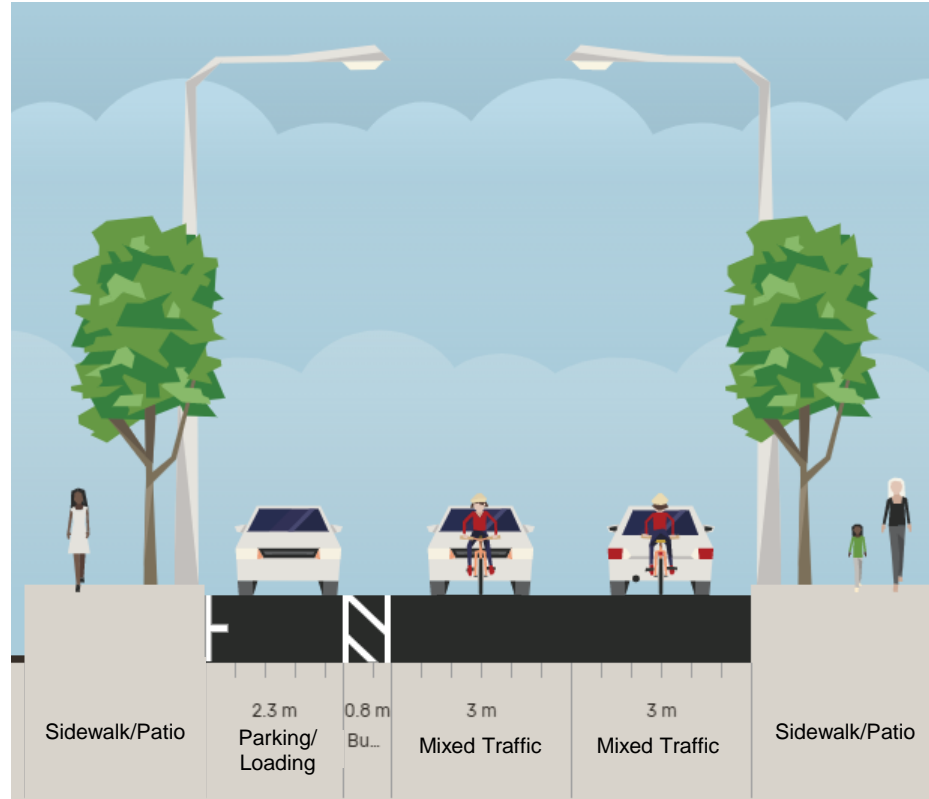 Sidewalk/Patio
2.3 m
Parking/
Loading
0.8 m
Bu...
3 m
Mixed Traffic
3 m
Mixed Traffic
Sidewalk/Patio